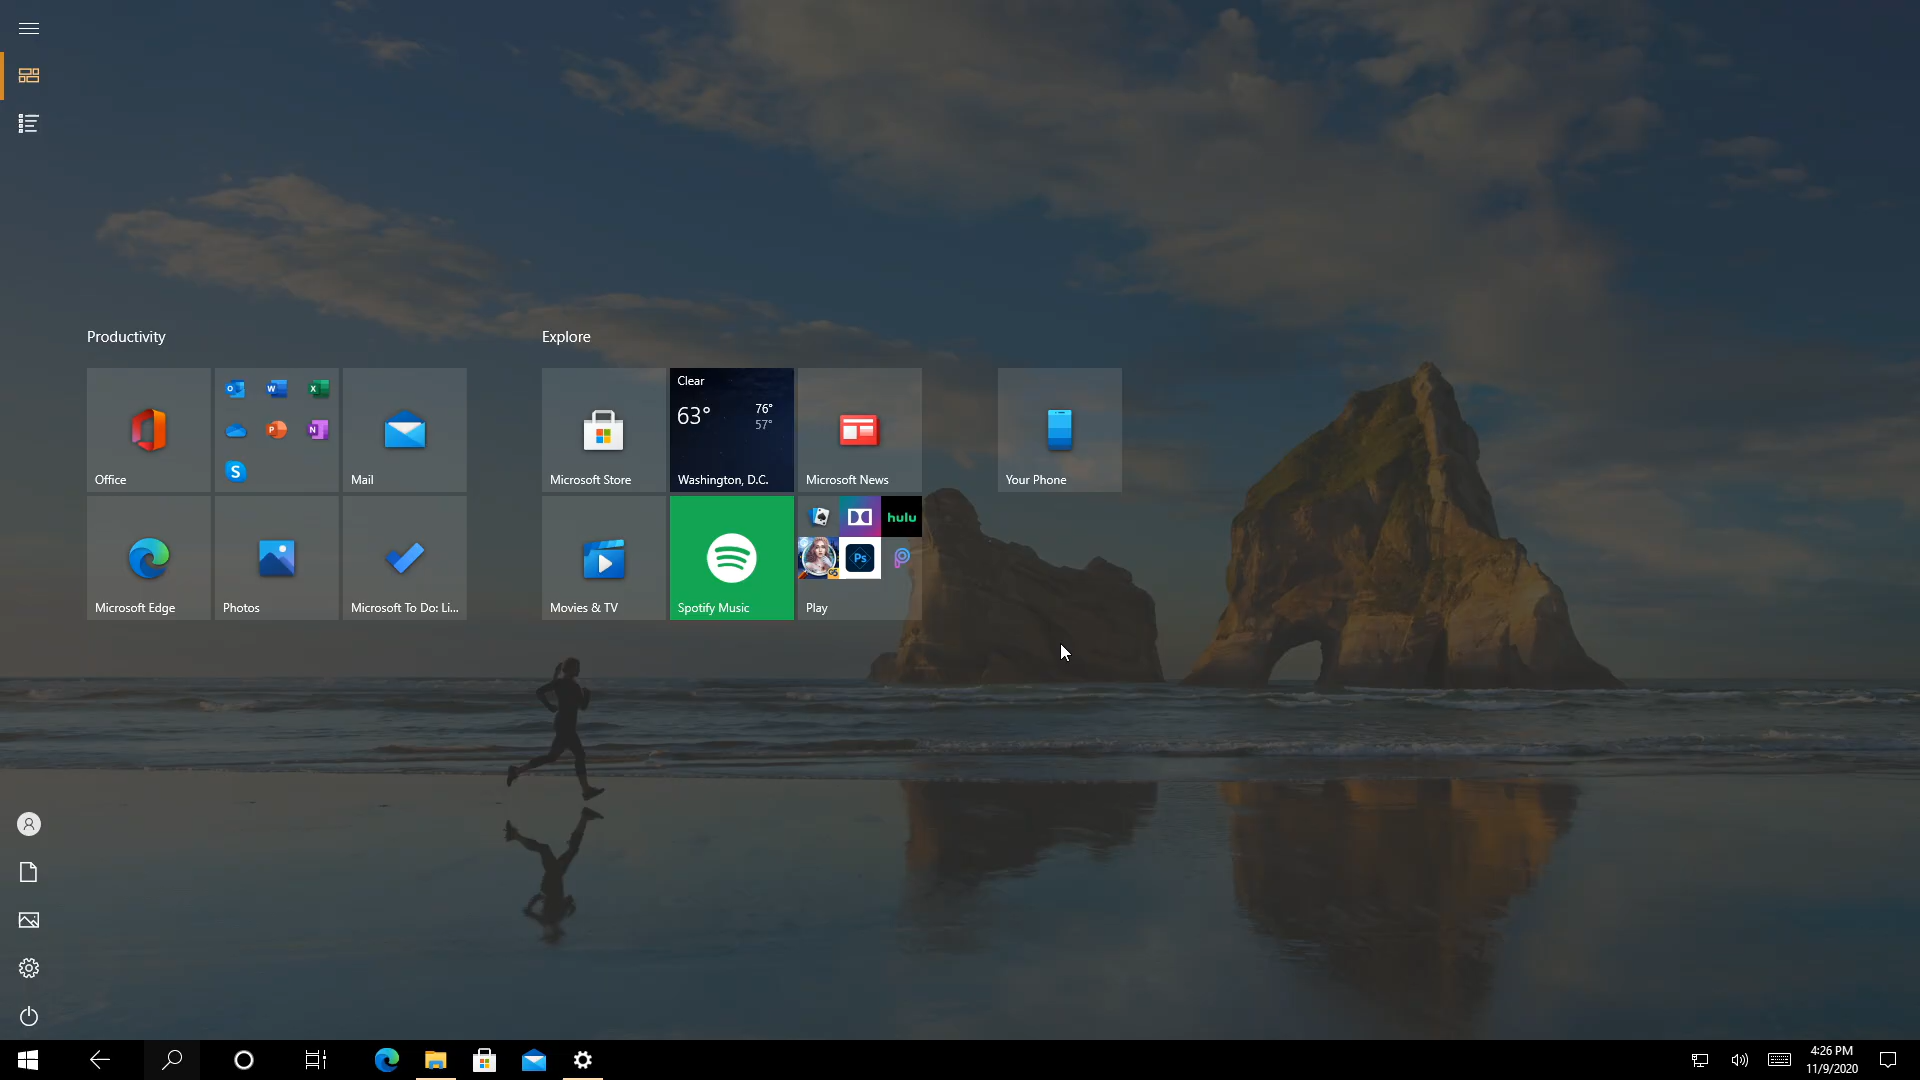 Productivity
Explore
Clear
63°
76°
57°
Office
Mail
Microsoft Store
Washington, D.C.
Microsoft News
Your Phone
hulu
Ps
Microsoft Edge
Photos
Microsoft To Do: Li...
Movies & TV
Spotify Music
Play
4:26 PM
11/9/2020